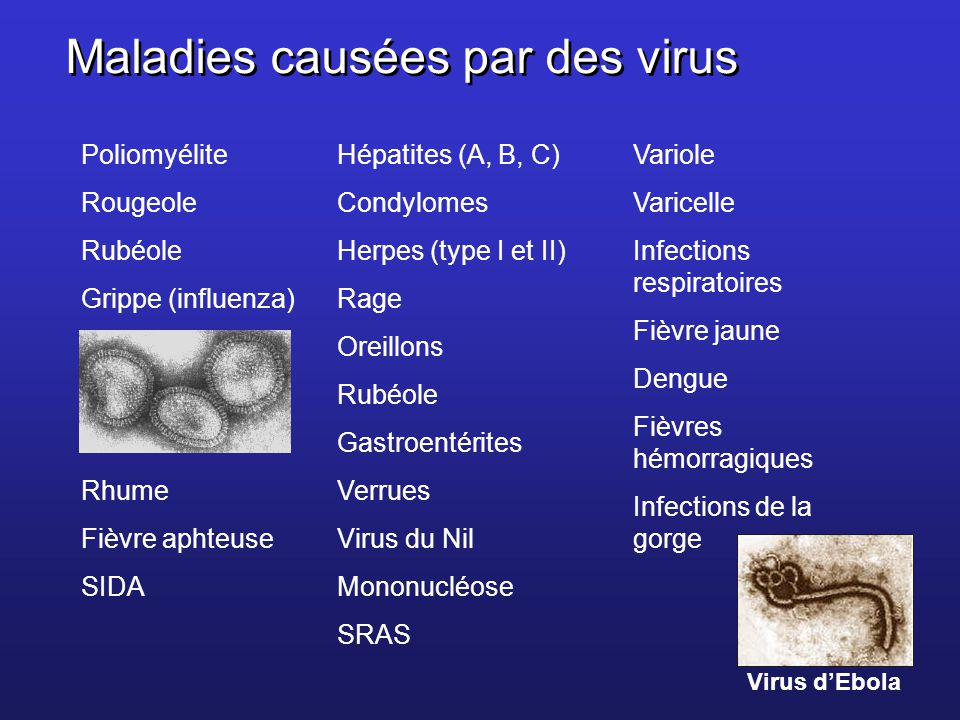 Maladies causées par des virus
Poliomyélite
Rougeole
Rubéole
Grippe (influenza)
Rhume
Fièvre aphteuse
SIDA
Hépatites (A, B, C)
Condylomes
Herpes (type I et II)
Rage
Oreillons
Rubéole
Gastroentérites
Verrues
Virus du Nil
Mononucléose
SRAS
Variole
Varicelle
Infections
respiratoires
Fièvre jaune
Dengue
Fièvres
hémorragiques
Infections de la
gorge
Virus d’Ebola